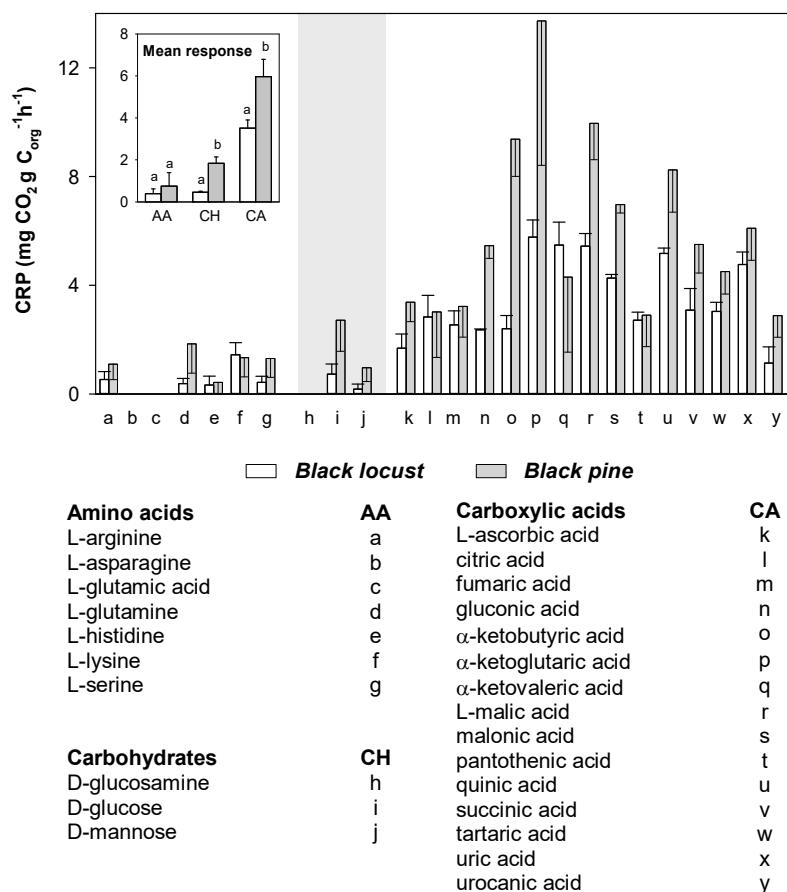 Mean response
b
a
b
a
a
a
8
6
4
2
0
AA CH CA
12
8
4
0
CRP (mg CO2 g Corg-1h-1)
a b c d e f g h i j k l m n o p q r s t u v w x y
Black locust Black pine
Amino acids AA
L-arginine a
L-asparagine b
L-glutamic acid c
L-glutamine d
L-histidine e
L-lysine f
L-serine g
Carbohydrates CH
D-glucosamine h
D-glucose i
D-mannose j
Carboxylic acids CA
L-ascorbic acid k
citric acid l
fumaric acid m
gluconic acid n
α-ketobutyric acid o
α-ketoglutaric acid p
α-ketovaleric acid q
L-malic acid r
malonic acid s
pantothenic acid t
quinic acid u
succinic acid v
tartaric acid w
uric acid x
urocanic acid y